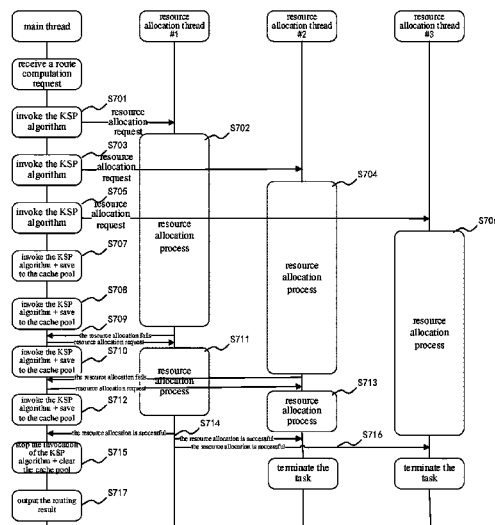 main thread
resource
allocation thread
#1
resource
allocation thread
#2
resource
allocation thread
#3
receive a route
computation
request
S701
invoke the KSP
algorithm
resource
allocation
request
S702
S703
invoke the KSP
algorithm
resource
allocation
request
S704
S705
invoke the KSP
algorithm
resource
allocation
request
resource
allocation
process
S707
invoke the KSP
algorithm + save
to the cache pool
resource
allocation
process
resource
allocation
process
S708
invoke the KSP
algorithm + save
to the cache pool
S709
the resource allocation fails
resource allocation request
S711
S710
invoke the KSP
algorithm + save
to the cache pool
the resource allocation fails
resource allocation request
resource
allocation
process
S713
S712
invoke the KSP
algorithm + save
to the cache pool
resource
allocation
process
S714
the resource allocation is successful
the resource allocation is successful
S716
the resource allocation is successful
S715
stop the invocation
of the KSP
algorithm + clear
the cache pool
terminate the
task
terminate the
task
S717
output the routing
result